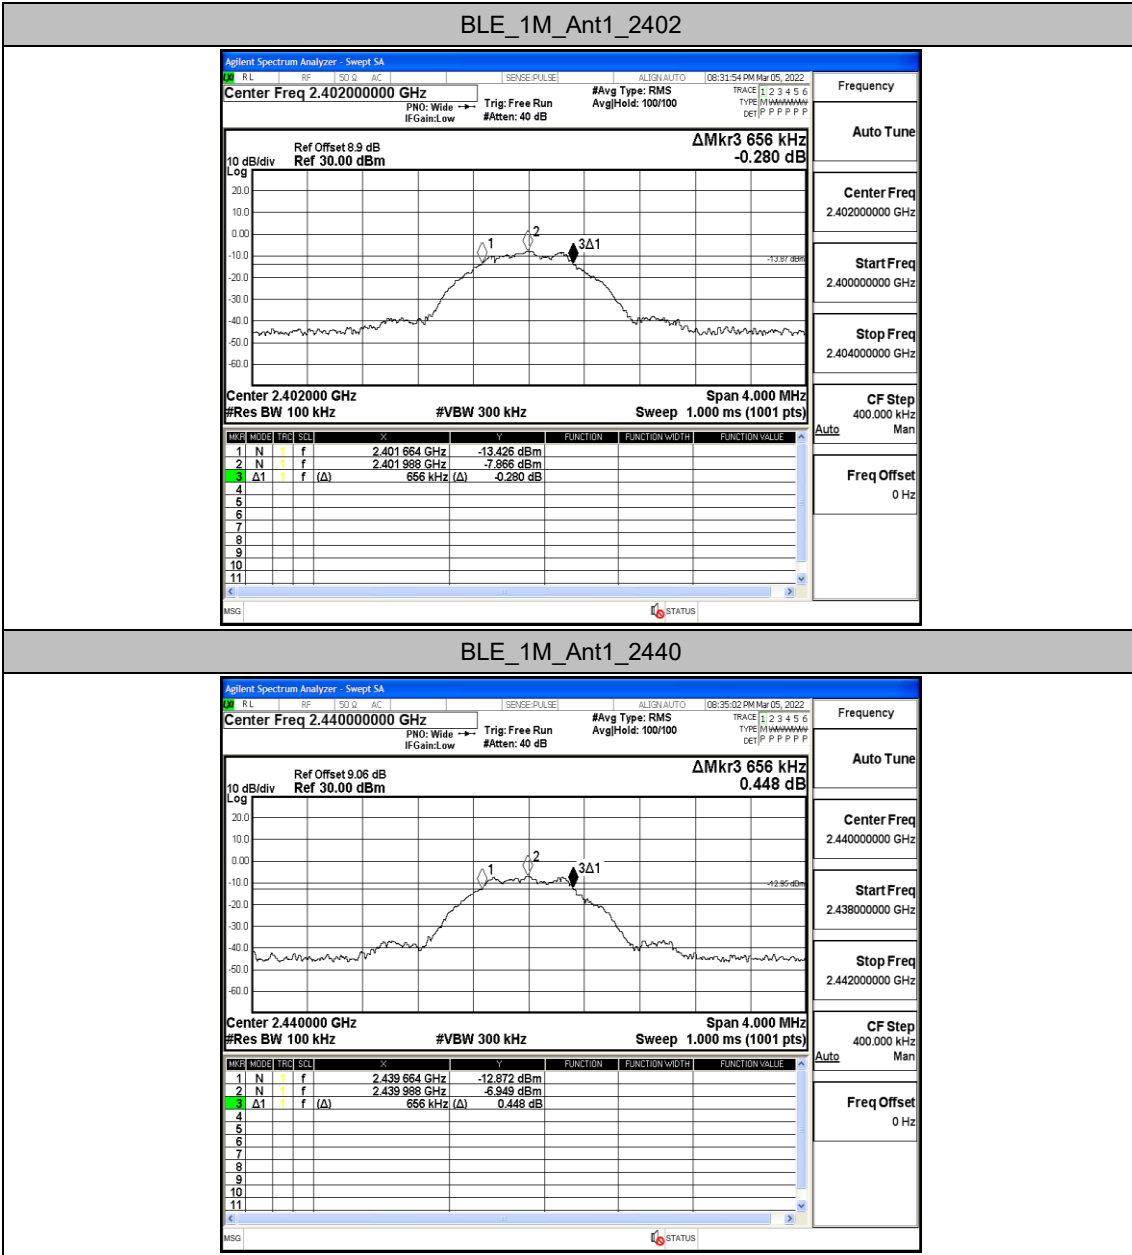 BLE_1M_Ant1_2402
Agilent Spectrum Analyzer - Swept SA
RL RF 50 Ω AC SENSE:PULSE ALIGNAUTO 08:31:54 PM Mar 05, 2022
Center Freq 2.402000000 GHz
#Avg Type: RMS
TRACE 1 2 3 4 5 6
PNO: Wide Trig: Free Run Avg|Hold: 100/100
TYPE M
IFGain:Low #Atten: 40 dB
DET P P P P P P
ΔMkr3 656 kHz
-0.280 dB
Ref Offset 8.9 dB
10 dB/div Ref 30.00 dBm
Log
20.0
10.0
0.00
-10.0
-20.0
-30.0
-40.0
-50.0
-60.0
1
2
3Δ1
-13.87 dBm
Center 2.402000 GHz Span 4.000 MHz
#Res BW 100 kHz #VBW 300 kHz Sweep 1.000 ms (1001 pts)
MKR MODE TRC SCL X Y FUNCTION FUNCTION WIDTH FUNCTION VALUE
1 N f 2.401 664 GHz -13.426 dBm
2 N f 2.401 988 GHz -7.866 dBm
3 Δ1 f (Δ) 656 kHz (Δ) -0.280 dB
4
5
6
7
8
9
10
11
MSG STATUS
Frequency
Auto Tune
Center Freq
2.402000000 GHz
Start Freq
2.400000000 GHz
Stop Freq
2.404000000 GHz
CF Step
400.000 kHz
Auto Man
Freq Offset
0 Hz
BLE_1M_Ant1_2440
Agilent Spectrum Analyzer - Swept SA
RL RF 50 Ω AC SENSE:PULSE ALIGNAUTO 08:35:02 PM Mar 05, 2022
Center Freq 2.440000000 GHz
#Avg Type: RMS
TRACE 1 2 3 4 5 6
PNO: Wide Trig: Free Run Avg|Hold: 100/100
TYPE M
IFGain:Low #Atten: 40 dB
DET P P P P P P
ΔMkr3 656 kHz
0.448 dB
Ref Offset 9.06 dB
10 dB/div Ref 30.00 dBm
Log
20.0
10.0
0.00
-10.0
-20.0
-30.0
-40.0
-50.0
-60.0
1
2
3Δ1
-12.95 dBm
Center 2.440000 GHz Span 4.000 MHz
#Res BW 100 kHz #VBW 300 kHz Sweep 1.000 ms (1001 pts)
MKR MODE TRC SCL X Y FUNCTION FUNCTION WIDTH FUNCTION VALUE
1 N f 2.439 664 GHz -12.872 dBm
2 N f 2.439 988 GHz -6.949 dBm
3 Δ1 f (Δ) 656 kHz (Δ) 0.448 dB
4
5
6
7
8
9
10
11
MSG STATUS
Frequency
Auto Tune
Center Freq
2.440000000 GHz
Start Freq
2.438000000 GHz
Stop Freq
2.442000000 GHz
CF Step
400.000 kHz
Auto Man
Freq Offset
0 Hz